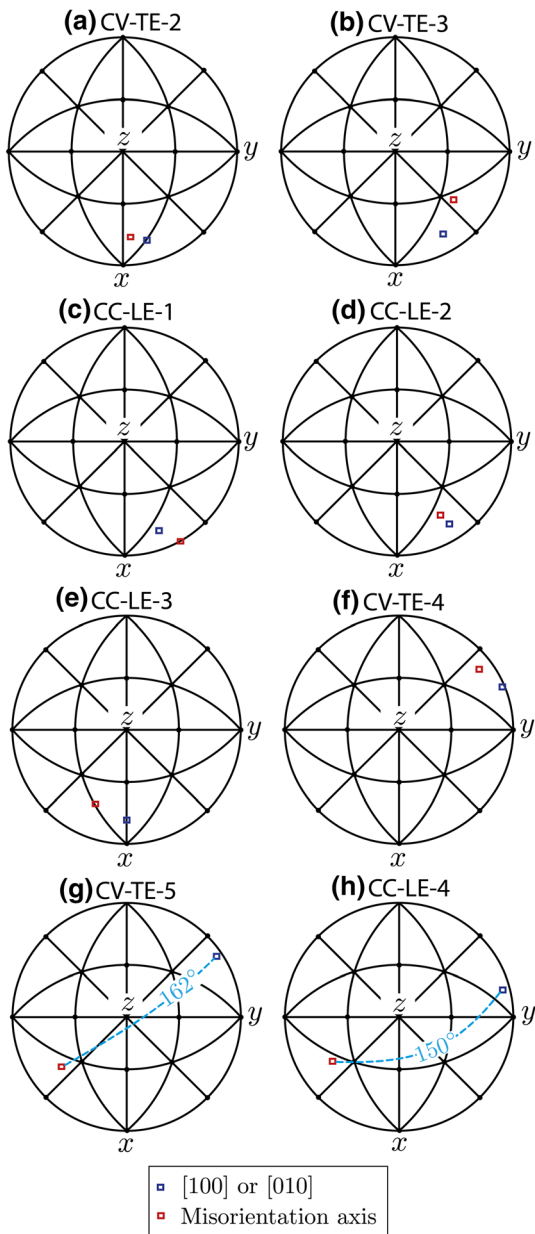 (a) CV-TE-2
z
y
x
(b) CV-TE-3
z
y
x
(c) CC-LE-1
z
y
x
(d) CC-LE-2
z
y
x
(e) CC-LE-3
z
y
x
(f) CV-TE-4
z
y
x
(g) CV-TE-5
162°
z
y
x
(h) CC-LE-4
z
y
150°
x
[100] or [010]
Misorientation axis